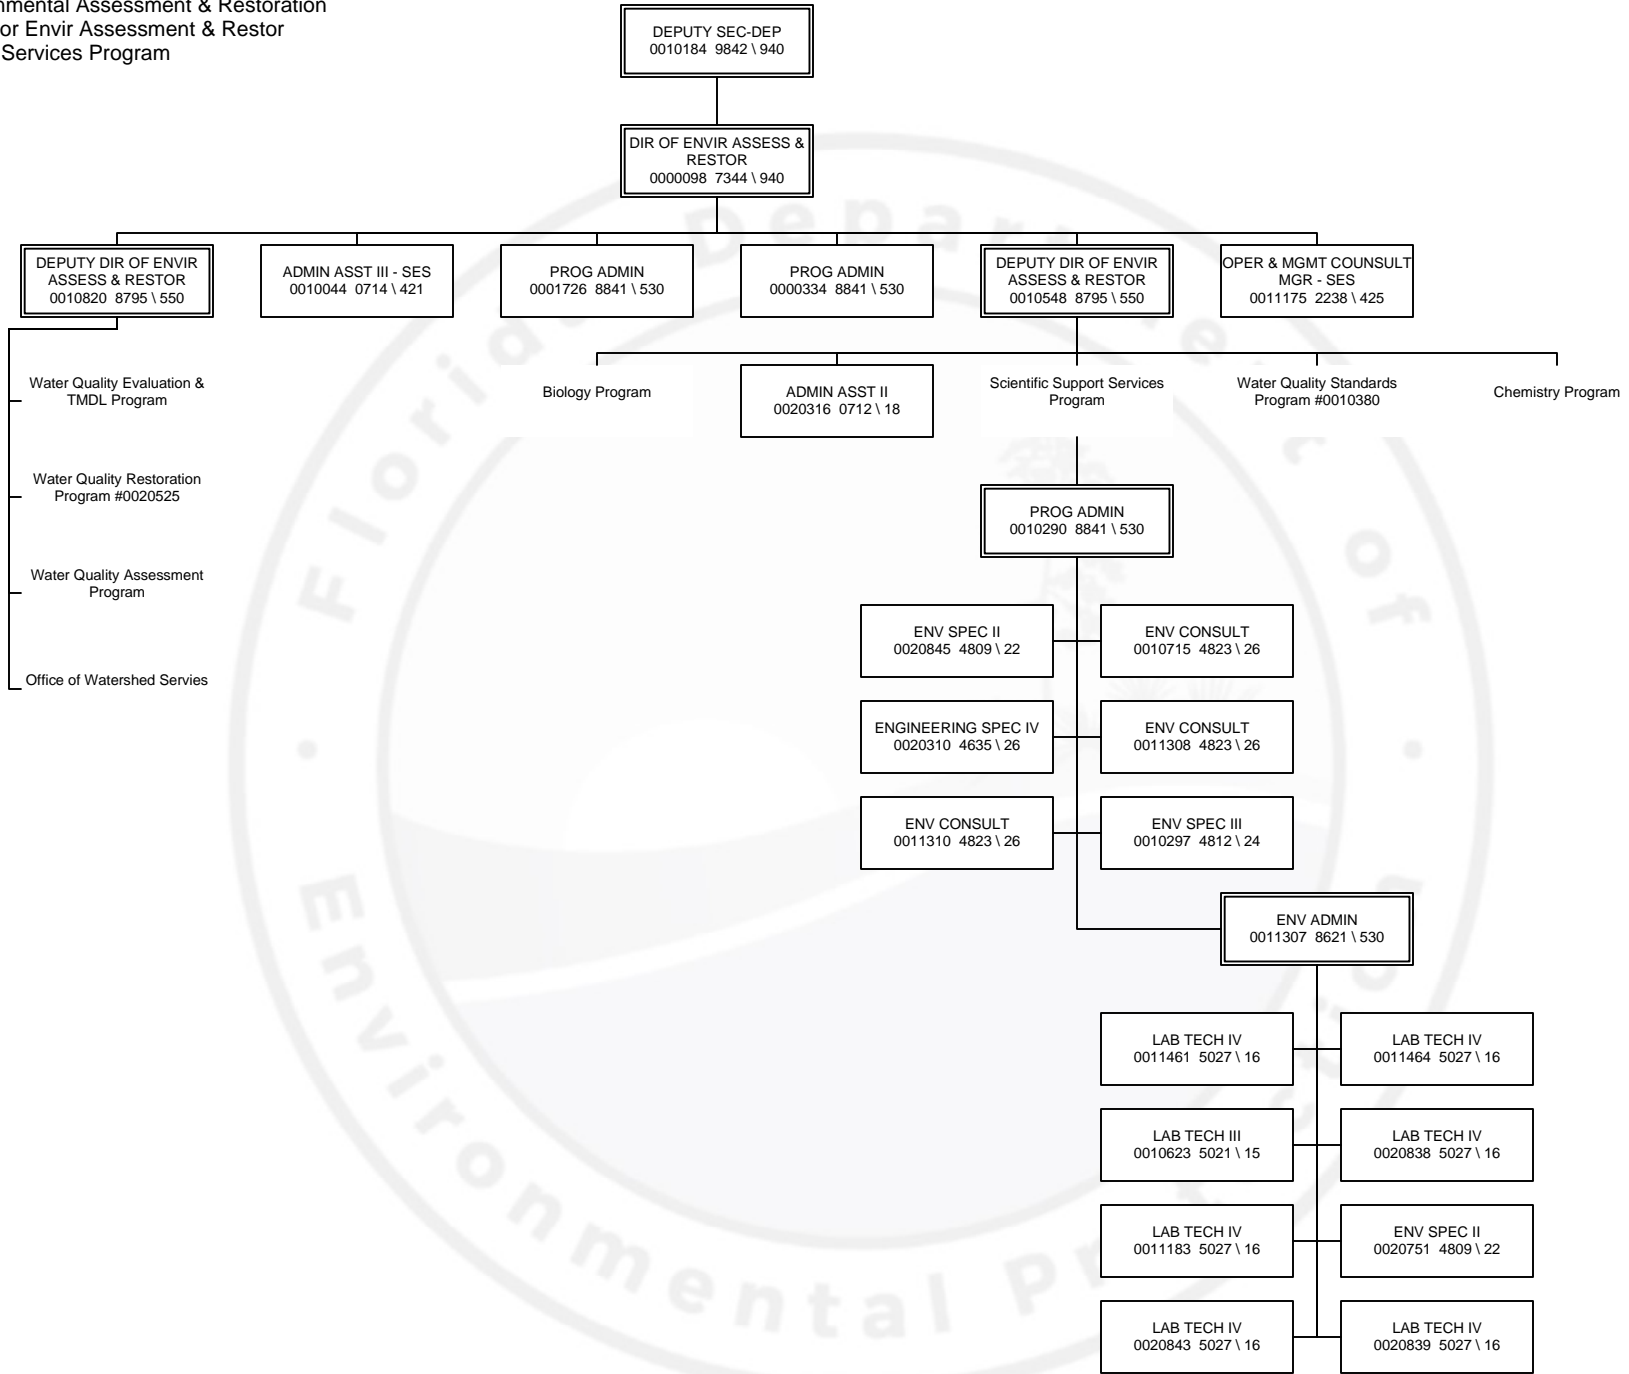 Assessment & Restoration
or Envir Assessment & Restor
Services Program
DEPUTY SEC-DEP
0010184 9842 \ 940
DIR OF ENVIR ASSESS &
RESTOR
0000098 7344 \ 940
DEPUTY DIR OF ENVIR
ASSESS & RESTOR
0010820 8795 \ 550
ADMIN ASST III - SES
0010044 0714 \ 421
PROG ADMIN
0001726 8841 \ 530
PROG ADMIN
0000334 8841 \ 530
DEPUTY DIR OF ENVIR
ASSESS & RESTOR
0010548 8795 \ 550
OPER & MGMT COUNSULT
MGR - SES
0011175 2238 \ 425
Water Quality Evaluation &
TMDL Program
Water Quality Restoration
Program #0020525
Water Quality Assessment
Program
Office of Watershed Servies
Biology Program
ADMIN ASST II
0020316 0712 \ 18
Scientific Support Services
Program
Water Quality Standards
Program #0010380
Chemistry Program
PROG ADMIN
0010290 8841 \ 530
ENV SPEC II
0020845 4809 \ 22
ENV CONSULT
0010715 4823 \ 26
ENGINEERING SPEC IV
0020310 4635 \ 26
ENV CONSULT
0011308 4823 \ 26
ENV CONSULT
0011310 4823 \ 26
ENV SPEC III
0010297 4812 \ 24
ENV ADMIN
0011307 8621 \ 530
LAB TECH IV
0011461 5027 \ 16
LAB TECH IV
0011464 5027 \ 16
LAB TECH III
0010623 5021 \ 15
LAB TECH IV
0020838 5027 \ 16
LAB TECH IV
0011183 5027 \ 16
ENV SPEC II
0020751 4809 \ 22
LAB TECH IV
0020843 5027 \ 16
LAB TECH IV
0020839 5027 \ 16
Florida
of
Environmental